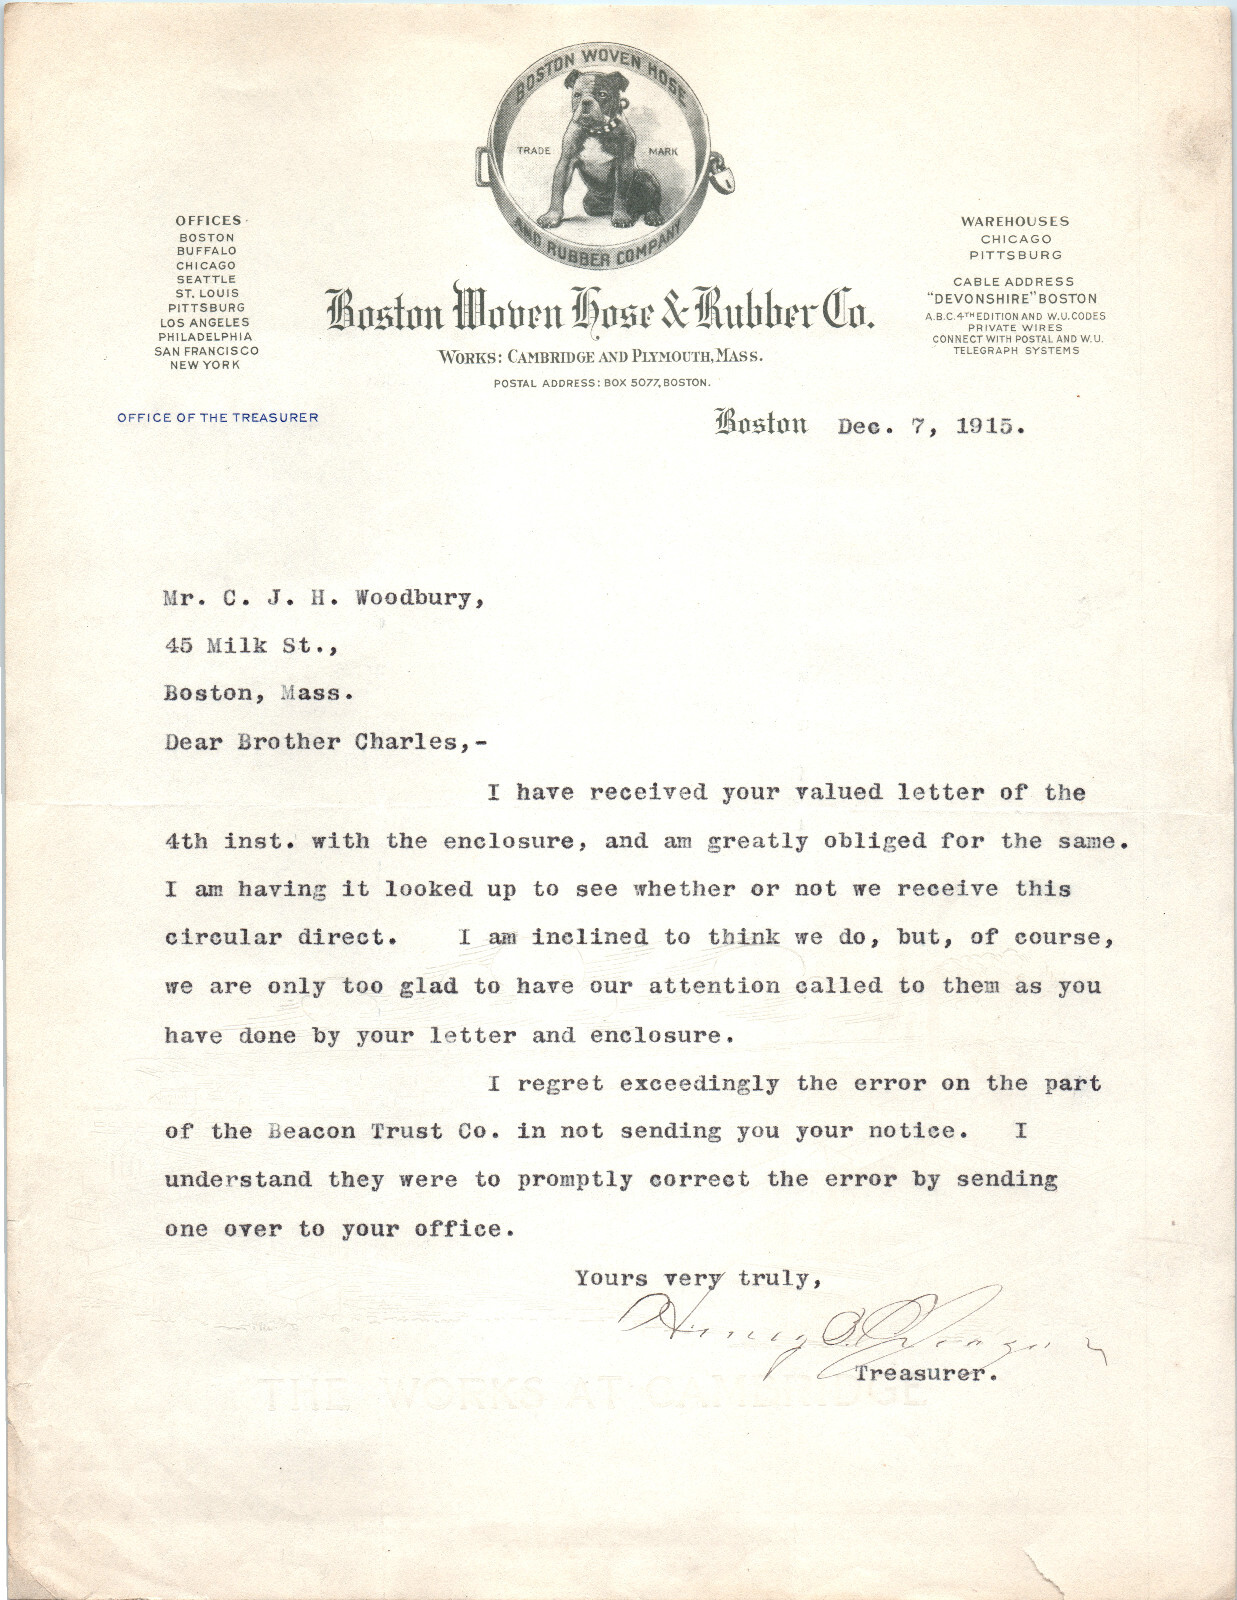 BOSTON WOVEN HOSE
AND RUBBER COMPANY
TRADE MARK
OFFICES
BOSTON
BUFFALO
CHICAGO
SEATTLE
ST. LOUIS
PITTSBURG
LOS ANGELES
PHILADELPHIA
SAN FRANCISCO
NEW YORK
WAREHOUSES
CHICAGO
PITTSBURG
CABLE ADDRESS
"DEVONSHIRE" BOSTON
A.B.C. 4TH EDITION AND W.U. CODES
PRIVATE WIRES
CONNECT WITH POSTAL AND W.U.
TELEGRAPH SYSTEMS
Boston Woven Hose & Rubber Co.
WORKS: CAMBRIDGE AND PLYMOUTH, MASS.
POSTAL ADDRESS: BOX 5077, BOSTON.
OFFICE OF THE TREASURER
Boston Dec. 7, 1915.
Mr. C. J. H. Woodbury,
45 Milk St.,
Boston, Mass.
Dear Brother Charles,-
I have received your valued letter of the
4th inst. with the enclosure, and am greatly obliged for the same.
I am having it looked up to see whether or not we receive this
circular direct. I am inclined to think we do, but, of course,
we are only too glad to have our attention called to them as you
have done by your letter and enclosure.
I regret exceedingly the error on the part
of the Beacon Trust Co. in not sending you your notice. I
understand they were to promptly correct the error by sending
one over to your office.
Yours very truly,
Henry B.
Treasurer.
THE WORKS AT CAMBRIDGE